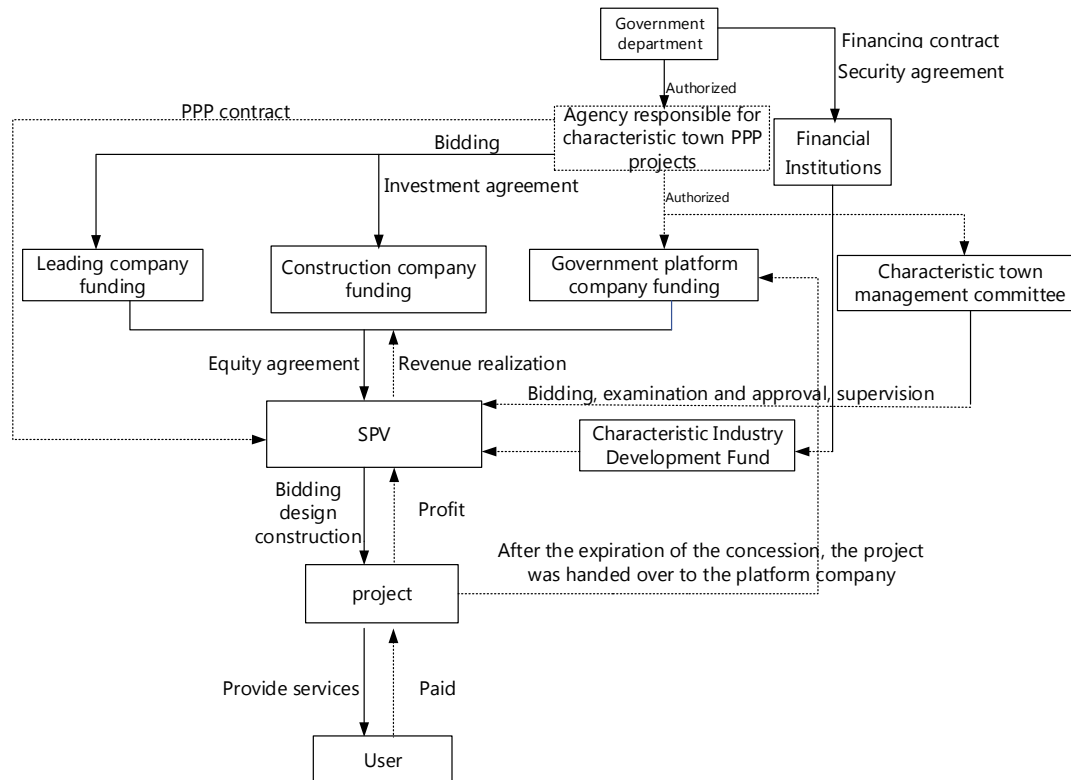 Government
department
Financing contract
Security agreement
Authorized
PPP contract
Agency responsible for
characteristic town PPP
projects
Financial
Institutions
Bidding
Investment agreement
Authorized
Leading company
funding
Construction company
funding
Government platform
company funding
Characteristic town
management committee
Equity agreement
Revenue realization
Bidding, examination and approval, supervision
SPV
Characteristic Industry
Development Fund
Bidding
design
construction
Profit
After the expiration of the concession, the project
was handed over to the platform
company
project
Provide services
Paid
User